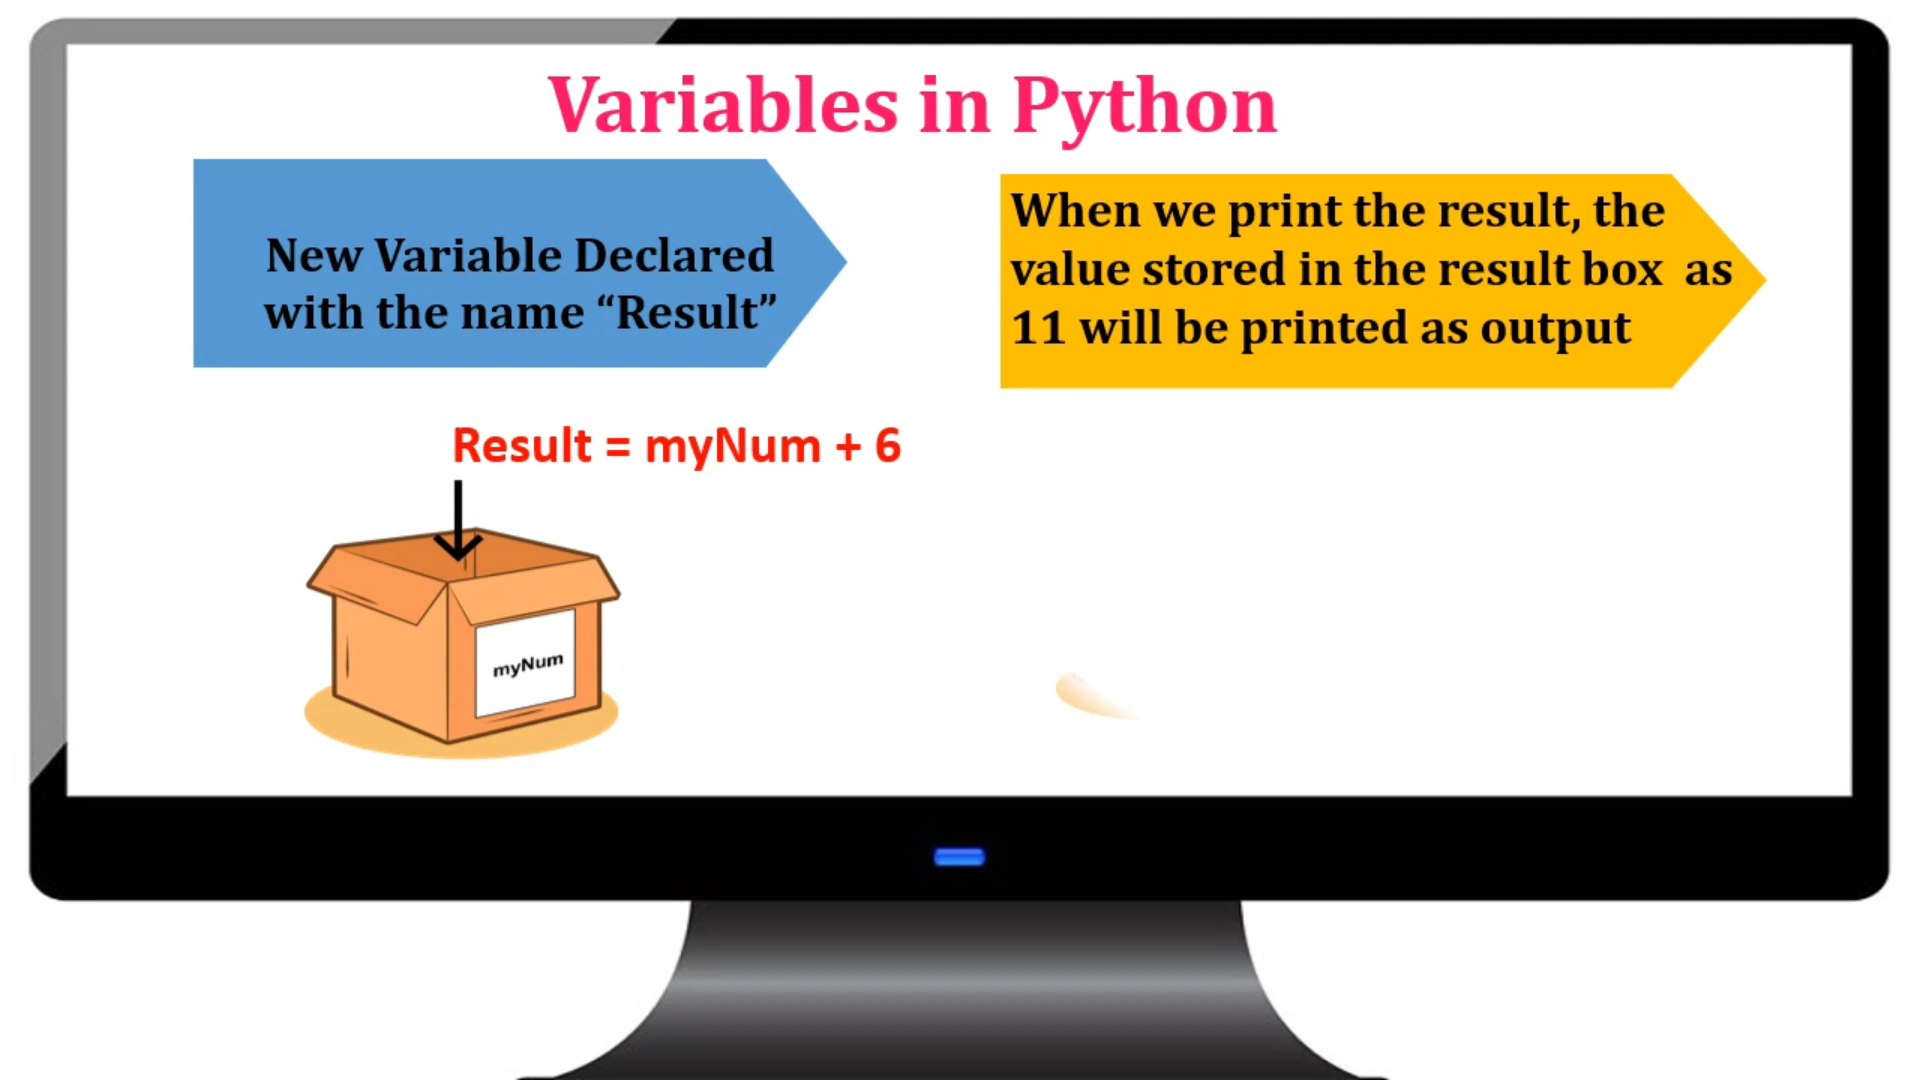 Variables in Python
New Variable Declared
with the name “Result”
When we print the result, the
value stored in the result box as
11 will be printed as output
Result = myNum + 6
myNum